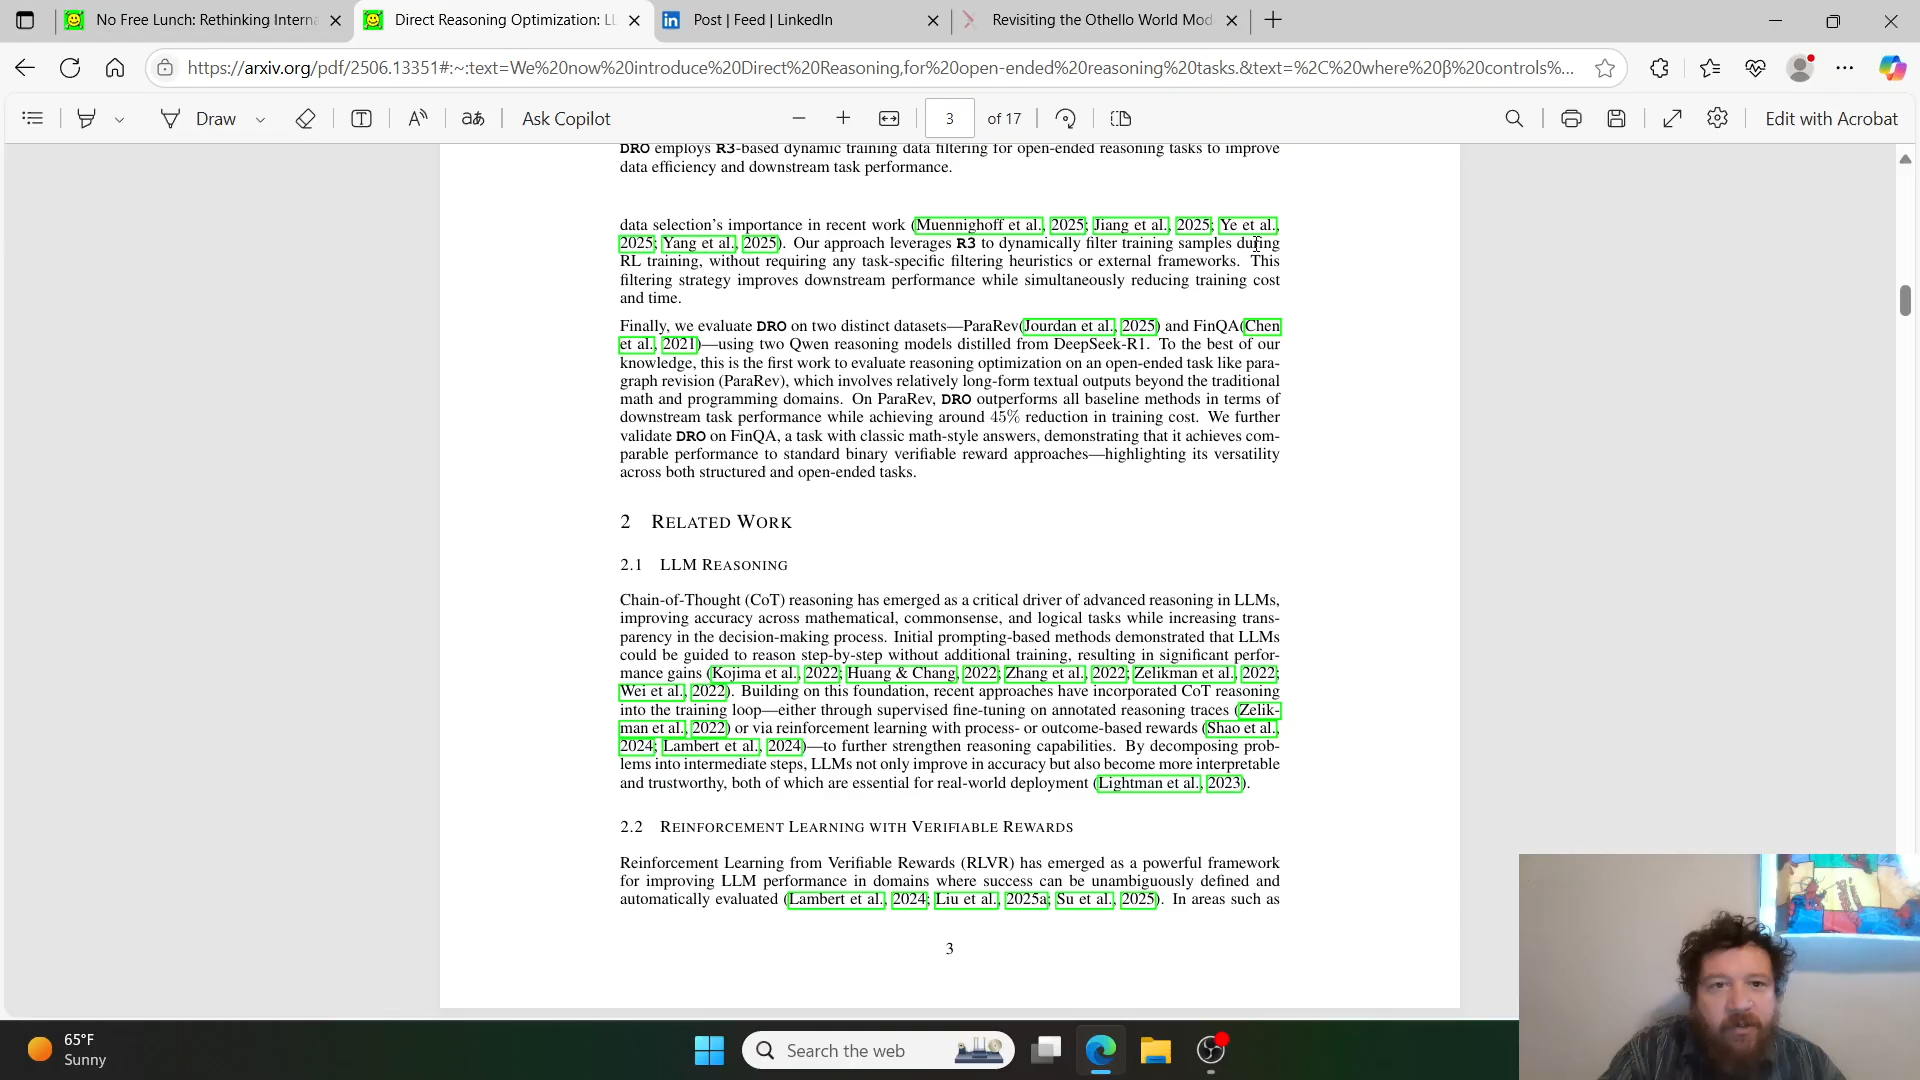 No Free Lunch: Rethinking Interna
Direct Reasoning Optimization: LL
Post | Feed | LinkedIn
Revisiting the Othello World Mod
https://arxiv.org/pdf/2506.13351#:~:text=We%20now%20introduce%20Direct%20Reasoning,for%20open-ended%20reasoning%20tasks.&text=%2C%20where%20β%20controls%...
Draw
Ask Copilot
3 of 17
Edit with Acrobat
DRO employs R3-based dynamic training data filtering for open-ended reasoning tasks to improve
data efficiency and downstream task performance.
data selection's importance in recent work (Muennighoff et al., 2025; Jiang et al., 2025; Ye et al.,
2025; Yang et al., 2025). Our approach leverages R3 to dynamically filter training samples during
RL training, without requiring any task-specific filtering heuristics or external frameworks. This
filtering strategy improves downstream performance while simultaneously reducing training cost
and time.
Finally, we evaluate DRO on two distinct datasets—ParaRev(Jourdan et al., 2025) and FinQA(Chen
et al., 2021)—using two Qwen reasoning models distilled from DeepSeek-R1. To the best of our
knowledge, this is the first work to evaluate reasoning optimization on an open-ended task like para-
graph revision (ParaRev), which involves relatively long-form textual outputs beyond the traditional
math and programming domains. On ParaRev, DRO outperforms all baseline methods in terms of
downstream task performance while achieving around 45% reduction in training cost. We further
validate DRO on FinQA, a task with classic math-style answers, demonstrating that it achieves com-
parable performance to standard binary verifiable reward approaches—highlighting its versatility
across both structured and open-ended tasks.
2 RELATED WORK
2.1 LLM REASONING
Chain-of-Thought (CoT) reasoning has emerged as a critical driver of advanced reasoning in LLMs,
improving accuracy across mathematical, commonsense, and logical tasks while increasing trans-
parency in the decision-making process. Initial prompting-based methods demonstrated that LLMs
could be guided to reason step-by-step without additional training, resulting in significant perfor-
mance gains (Kojima et al., 2022; Huang & Chang, 2022; Zhang et al., 2022; Zelikman et al., 2022;
Wei et al., 2022). Building on this foundation, recent approaches have incorporated CoT reasoning
into the training loop—either through supervised fine-tuning on annotated reasoning traces (Zelik-
man et al., 2022) or via reinforcement learning with process- or outcome-based rewards (Shao et al.,
2024; Lambert et al., 2024)—to further strengthen reasoning capabilities. By decomposing prob-
lems into intermediate steps, LLMs not only improve in accuracy but also become more interpretable
and trustworthy, both of which are essential for real-world deployment (Lightman et al., 2023).
2.2 REINFORCEMENT LEARNING WITH VERIFIABLE REWARDS
Reinforcement Learning from Verifiable Rewards (RLVR) has emerged as a powerful framework
for improving LLM performance in domains where success can be unambiguously defined and
automatically evaluated (Lambert et al., 2024; Liu et al., 2025a; Su et al., 2025). In areas such as
3
65°F
Sunny
Search the web